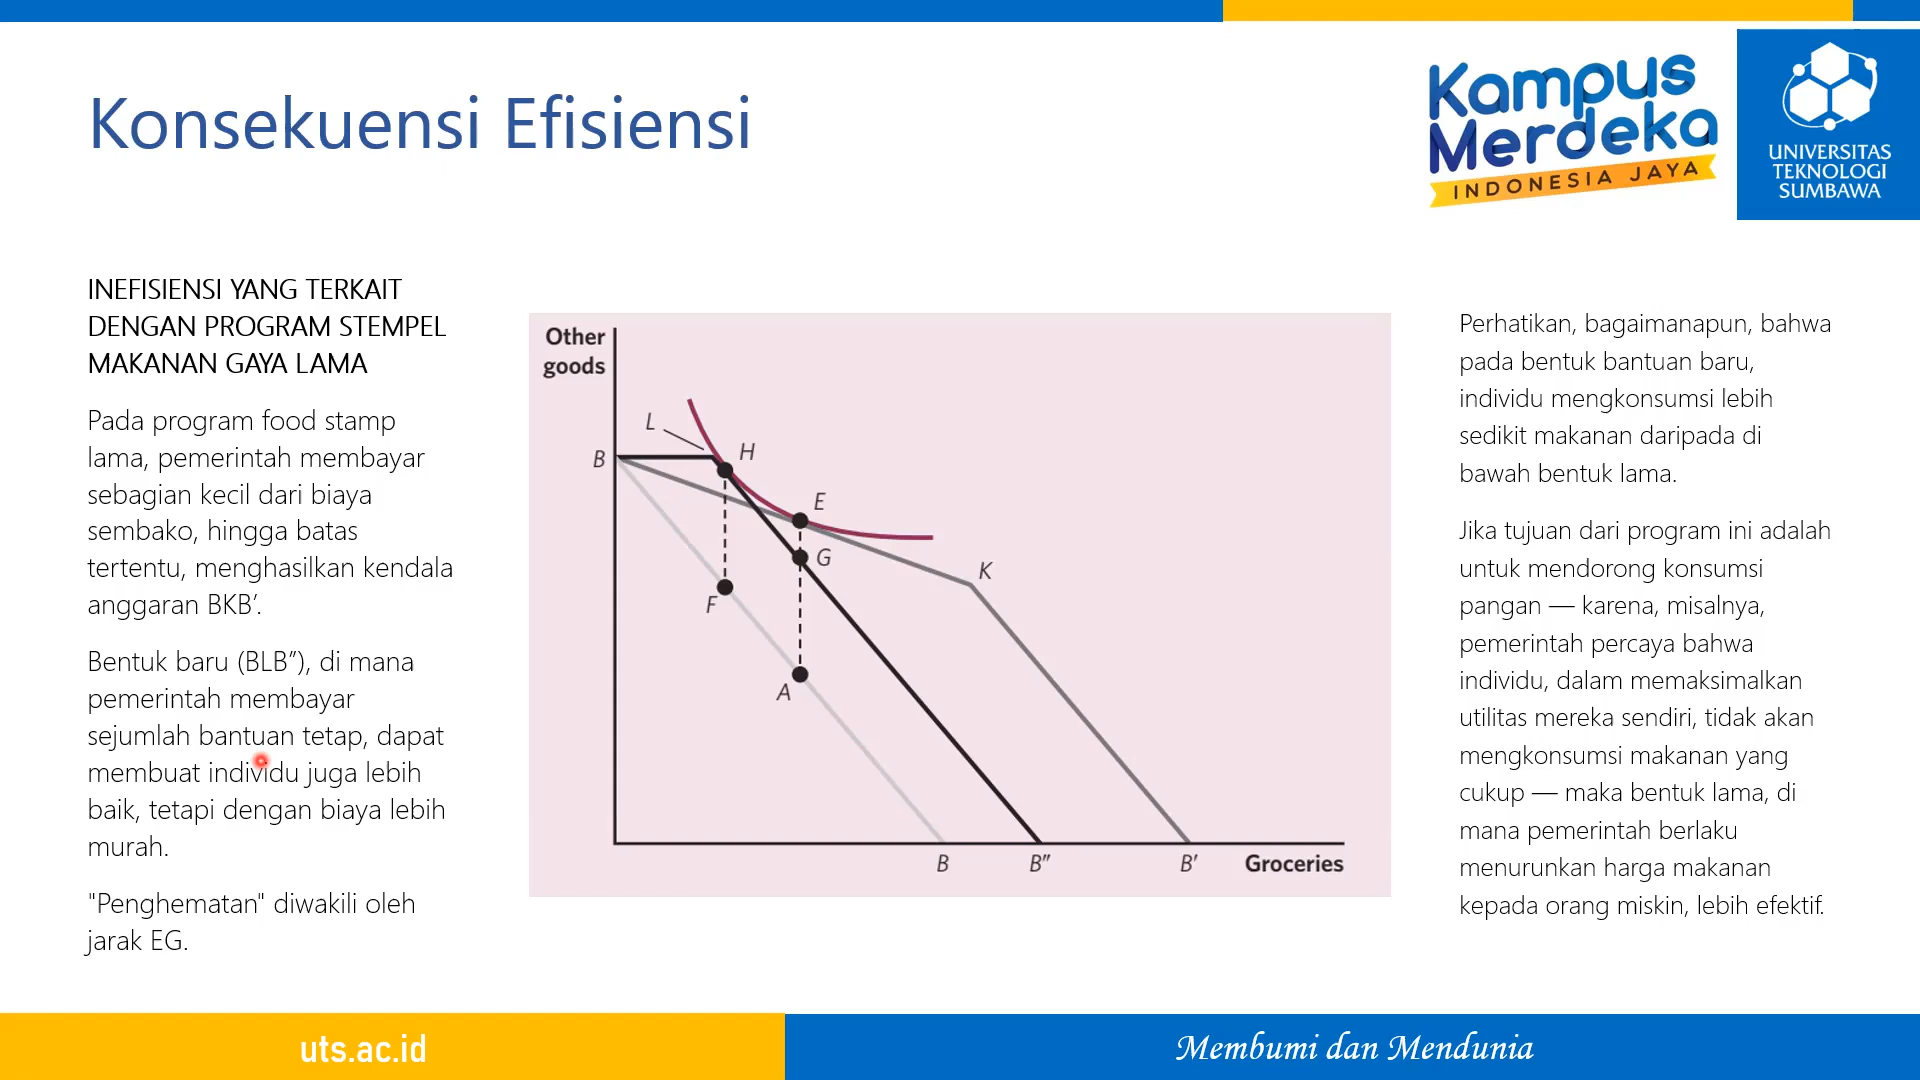 Konsekuensi Efisiensi
Kampus
Merdeka
INDONESIA JAYA
UNIVERSITAS
TEKNOLOGI
SUMBAWA
INEFISIENSI YANG TERKAIT
DENGAN PROGRAM STEMPEL
MAKANAN GAYA LAMA
Pada program food stamp
lama, pemerintah membayar
sebagian kecil dari biaya
sembako, hingga batas
tertentu, menghasilkan kendala
anggaran BKB’.
Bentuk baru (BLB”), di mana
pemerintah membayar
sejumlah bantuan tetap, dapat
membuat individu juga lebih
baik, tetapi dengan biaya lebih
murah.
"Penghematan" diwakili oleh
jarak EG.
Other
goods
L
H
B
E
G
K
F
A
B
B″
B′
Groceries
Perhatikan, bagaimanapun, bahwa
pada bentuk bantuan baru,
individu mengkonsumsi lebih
sedikit makanan daripada di
bawah bentuk lama.
Jika tujuan dari program ini adalah
untuk mendorong konsumsi
pangan — karena, misalnya,
pemerintah percaya bahwa
individu, dalam memaksimalkan
utilitas mereka sendiri, tidak akan
mengkonsumsi makanan yang
cukup — maka bentuk lama, di
mana pemerintah berlaku
menurunkan harga makanan
kepada orang miskin, lebih efektif.
uts.ac.id
Membumi dan Mendunia